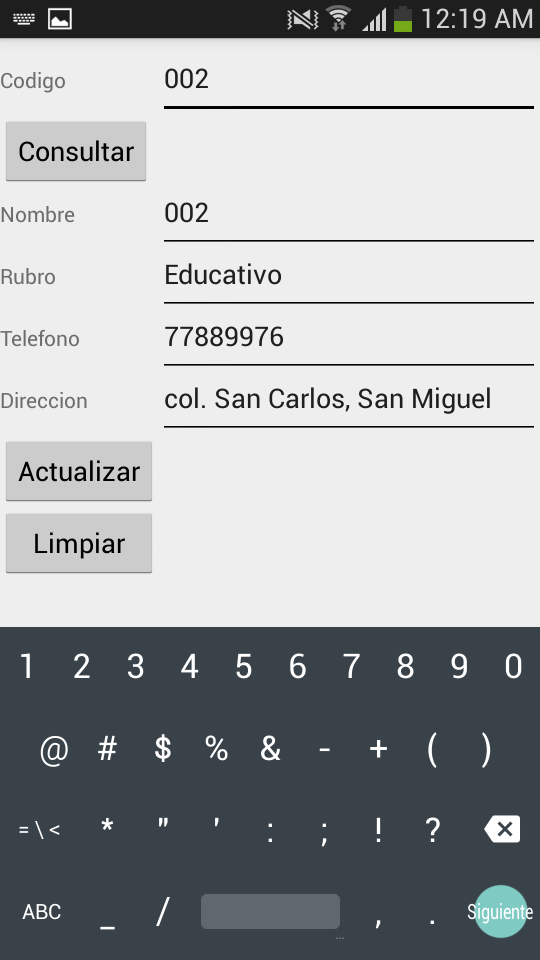 12:19 AM
Codigo 002
Consultar
Nombre 002
Rubro Educativo
Telefono 77889976
Direccion col. San Carlos, San Miguel
Actualizar
Limpiar
1 2 3 4 5 6 7 8 9 0
@ # $ % & - + ( )
= \ < * " ' : ; ! ?
ABC _ / , . Siguiente